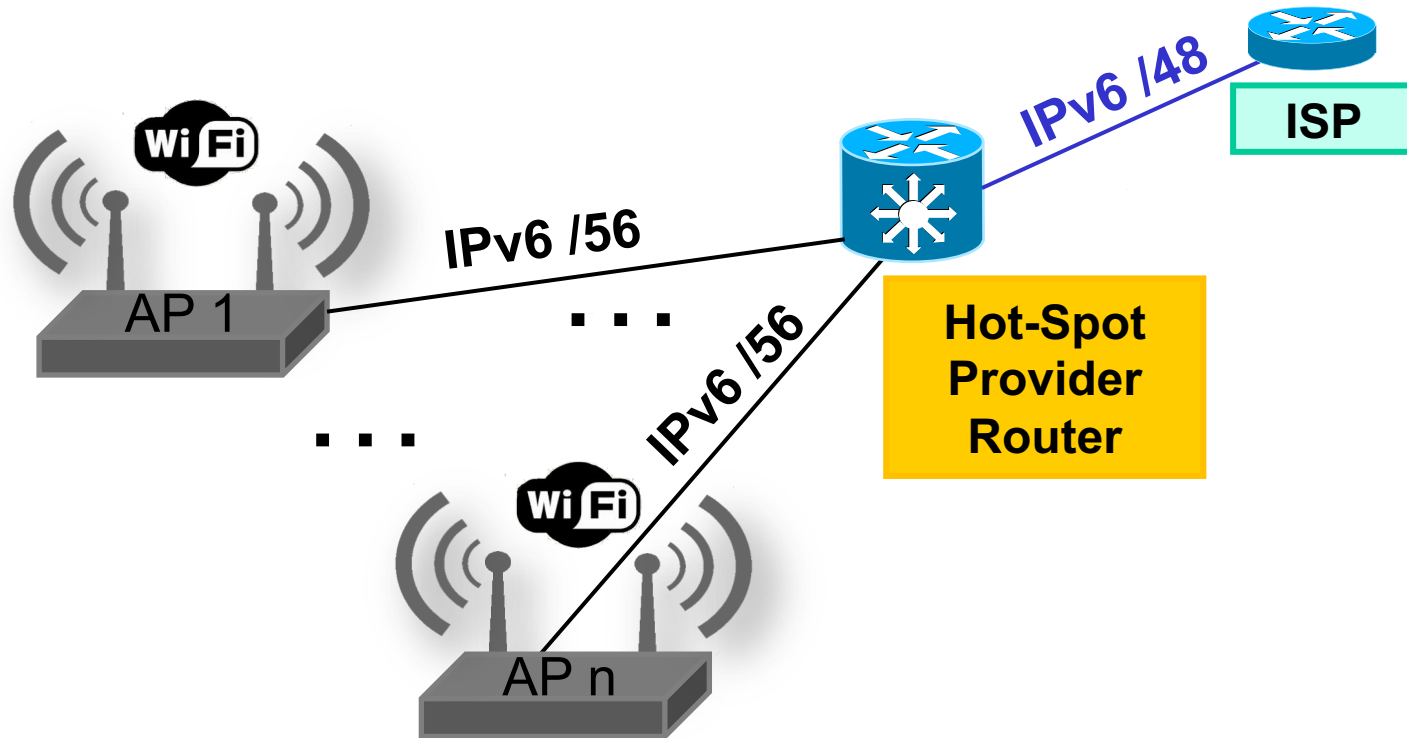 IPv6 /48
ISP
Wi Fi
IPv6 /56
AP 1
. . .
Hot-Spot
Provider
Router
IPv6 /56
. . .
Wi Fi
AP n